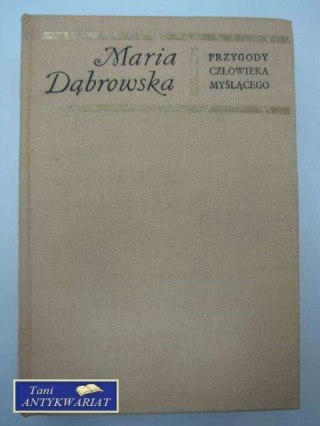 Maria
Dąbrowska
PRZYGODY
CZŁOWIEKA
MYŚLĄCEGO
Tani
ANTYKWARIAT